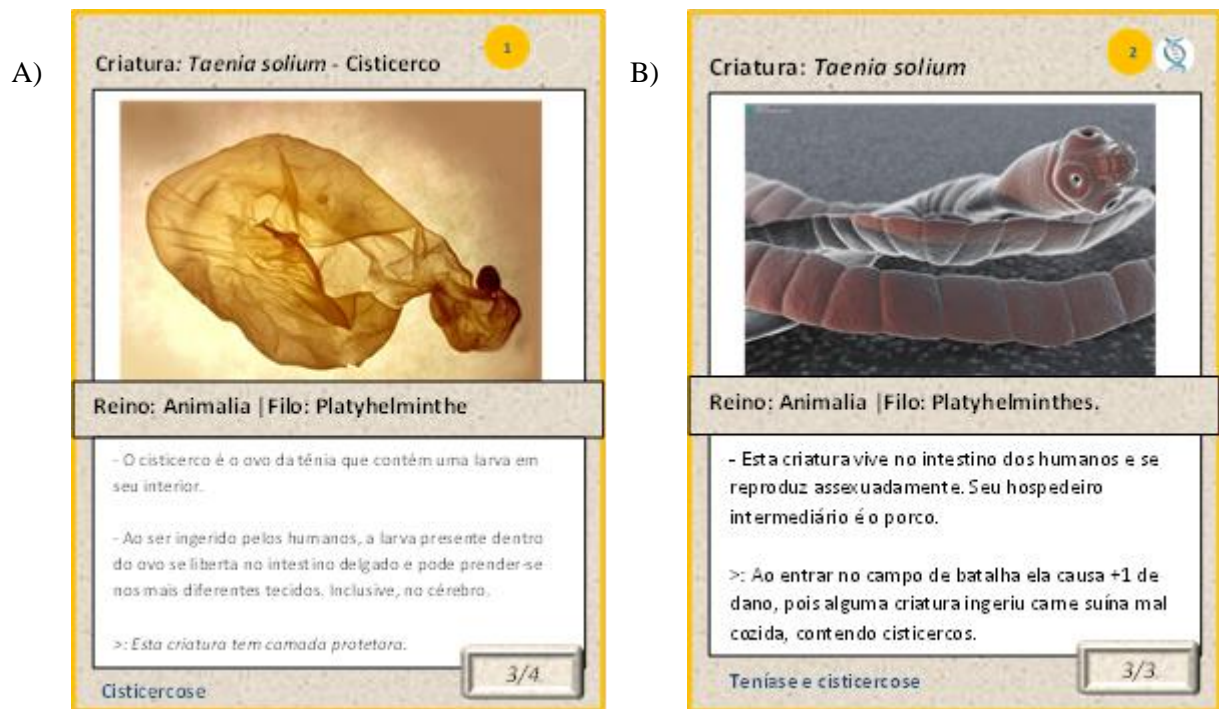 A)
1
Criatura: Taenia solium - Cisticerco
Reino: Animalia |Filo: Platyhelminthe
- O cisticerco é o ovo da tênia que contém uma larva em
seu interior.
- Ao ser ingerido pelos humanos, a larva presente dentro
do ovo se liberta no intestino delgado e pode prender-se
nos mais diferentes tecidos. Inclusive, no cérebro.
>: Esta criatura tem camada protetora.
3/4
Cisticercose
B)
2
Criatura: Taenia solium
Reino: Animalia |Filo: Platyhelminthes.
- Esta criatura vive no intestino dos humanos e se
reproduz assexuadamente. Seu hospedeiro
intermediário é o porco.
>: Ao entrar no campo de batalha ela causa +1 de
dano, pois alguma criatura ingeriu carne suína mal
cozida, contendo cisticercos.
3/3
Teníase e cisticercose